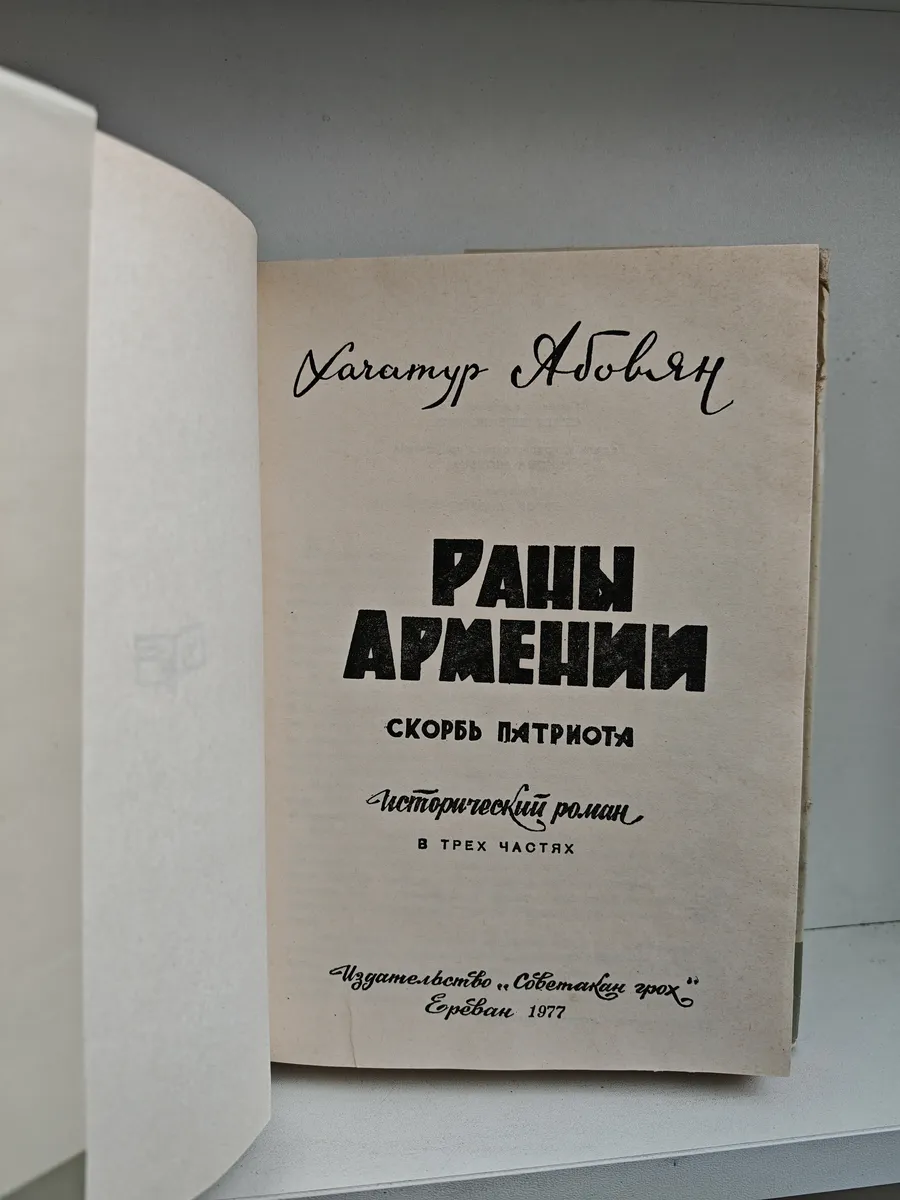 Хачатур Абовян
РАНЫ
АРМЕНИИ
СКОРБЬ ПАТРИОТА
исторический роман
В ТРЕХ ЧАСТЯХ
Издательство „Советакан грох”
Ереван 1977